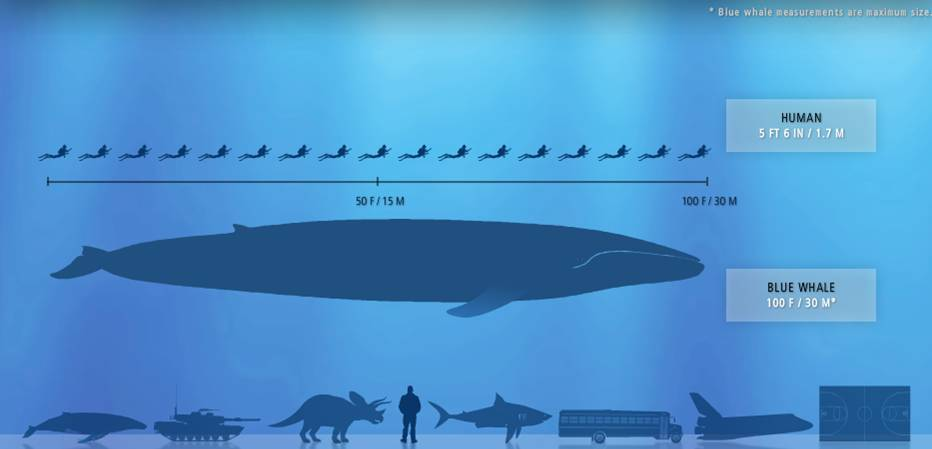 * Blue whale measurements are maximum size.
HUMAN
5 FT 6 IN / 1.7 M
50 F / 15 M
100 F / 30 M
BLUE WHALE
100 F / 30 M*